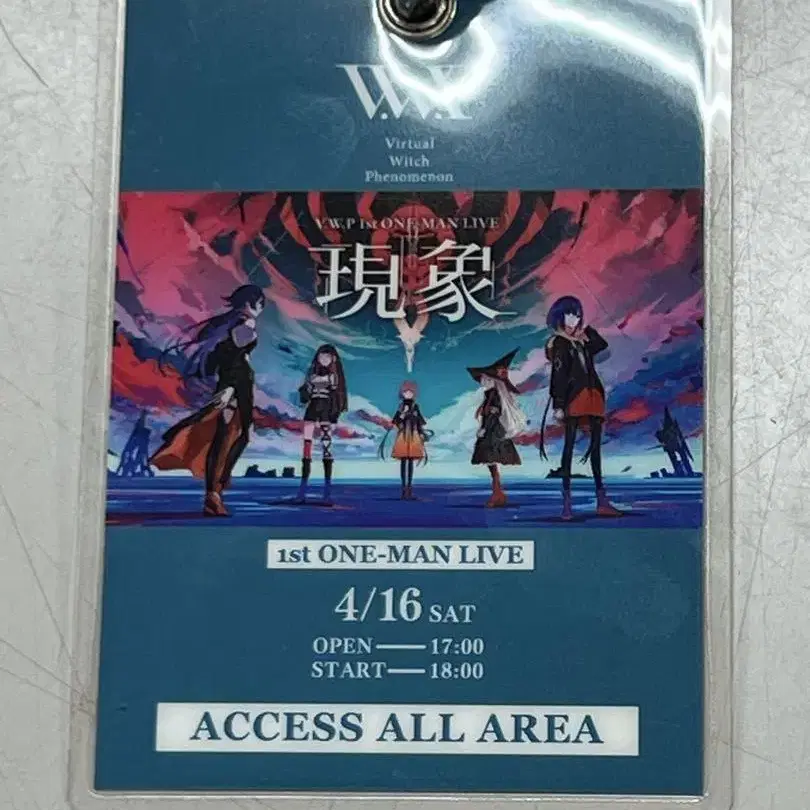 V.W.P
Virtual
Witch
Phenomenon
V.W.P 1st ONE-MAN LIVE
現象
1st ONE-MAN LIVE
4/16 SAT
OPEN—17:00
START—18:00
ACCESS ALL AREA